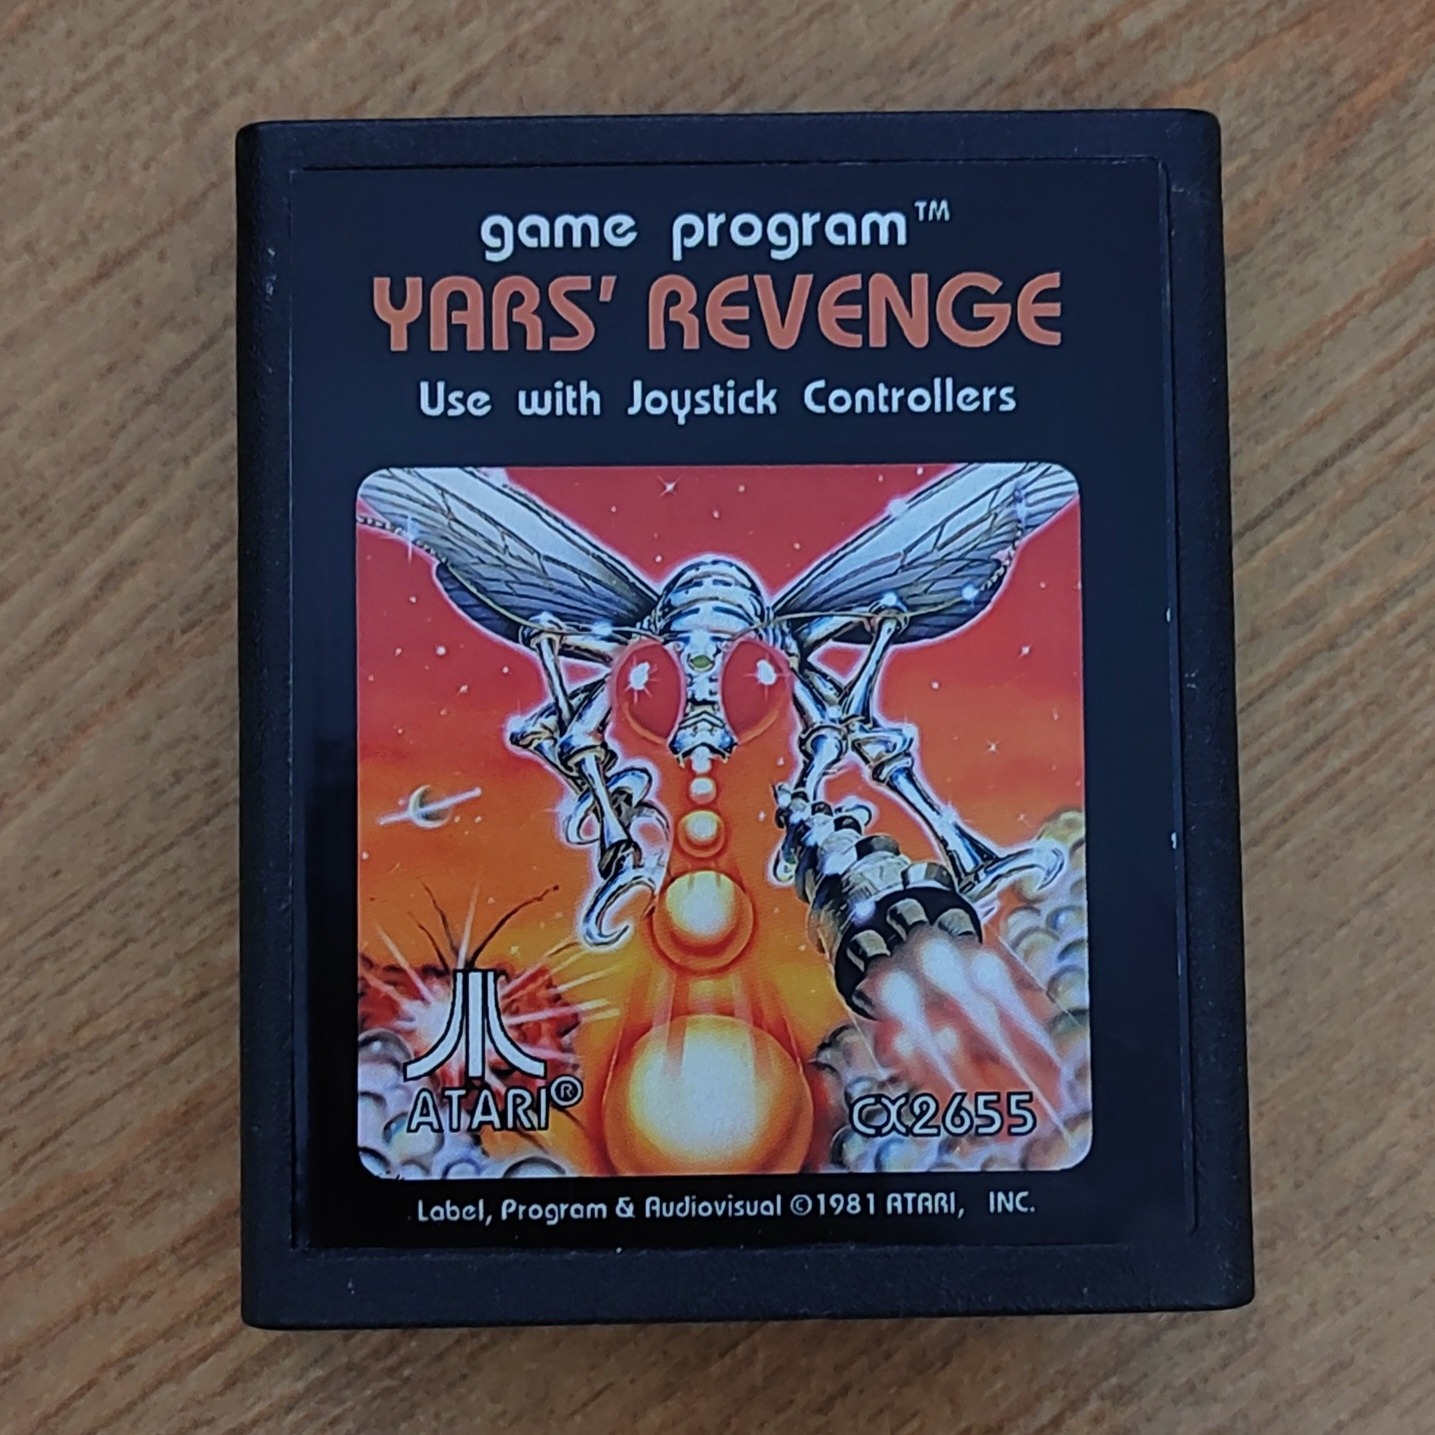 game program™
YARS' REVENGE
Use with Joystick Controllers
ATARI®
CX2655
Label, Program & Audiovisual ©1981 ATARI, INC.